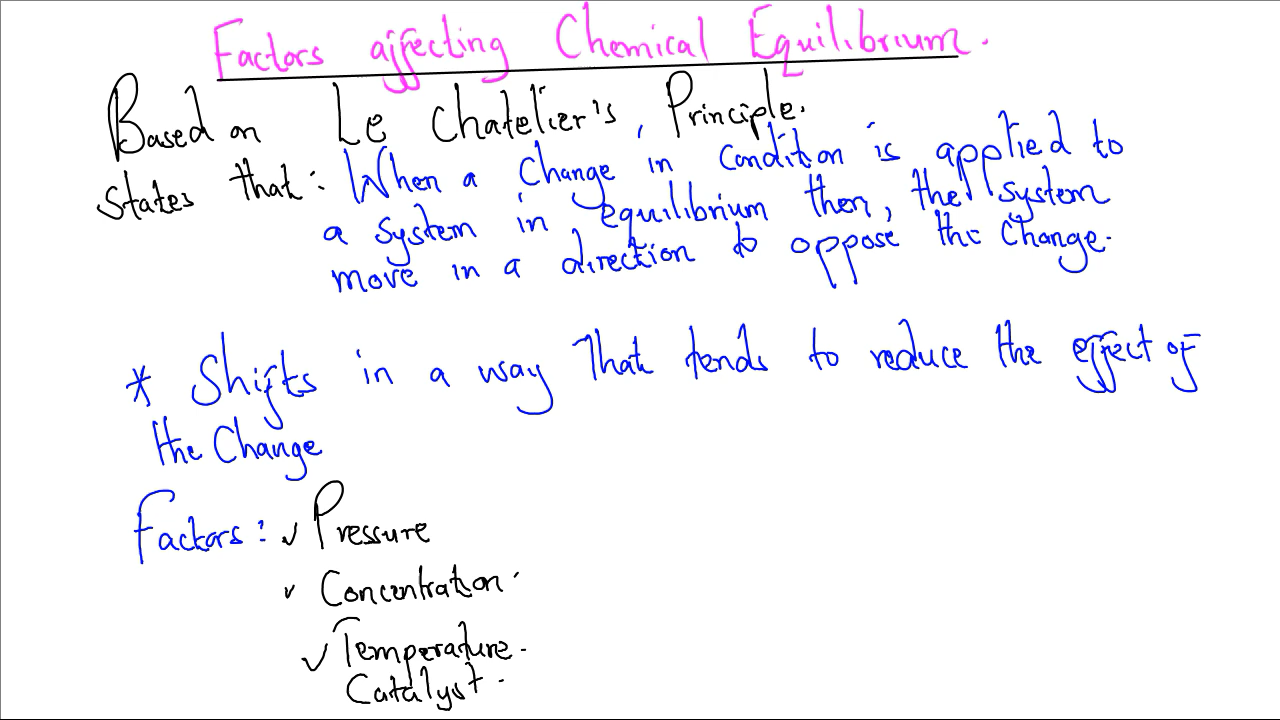 Factors affecting Chemical Equilibrium.
Based on Le Chatelier's, Principle.
States that: When a Change in Condition is applied to
a system in equilibrium then, the system
move in a direction to oppose the Change.
* Shifts in a way that tends to reduce the effect of
the Change
Factors: ✓ Pressure
✓ Concentration.
✓ Temperature.
Catalyst.